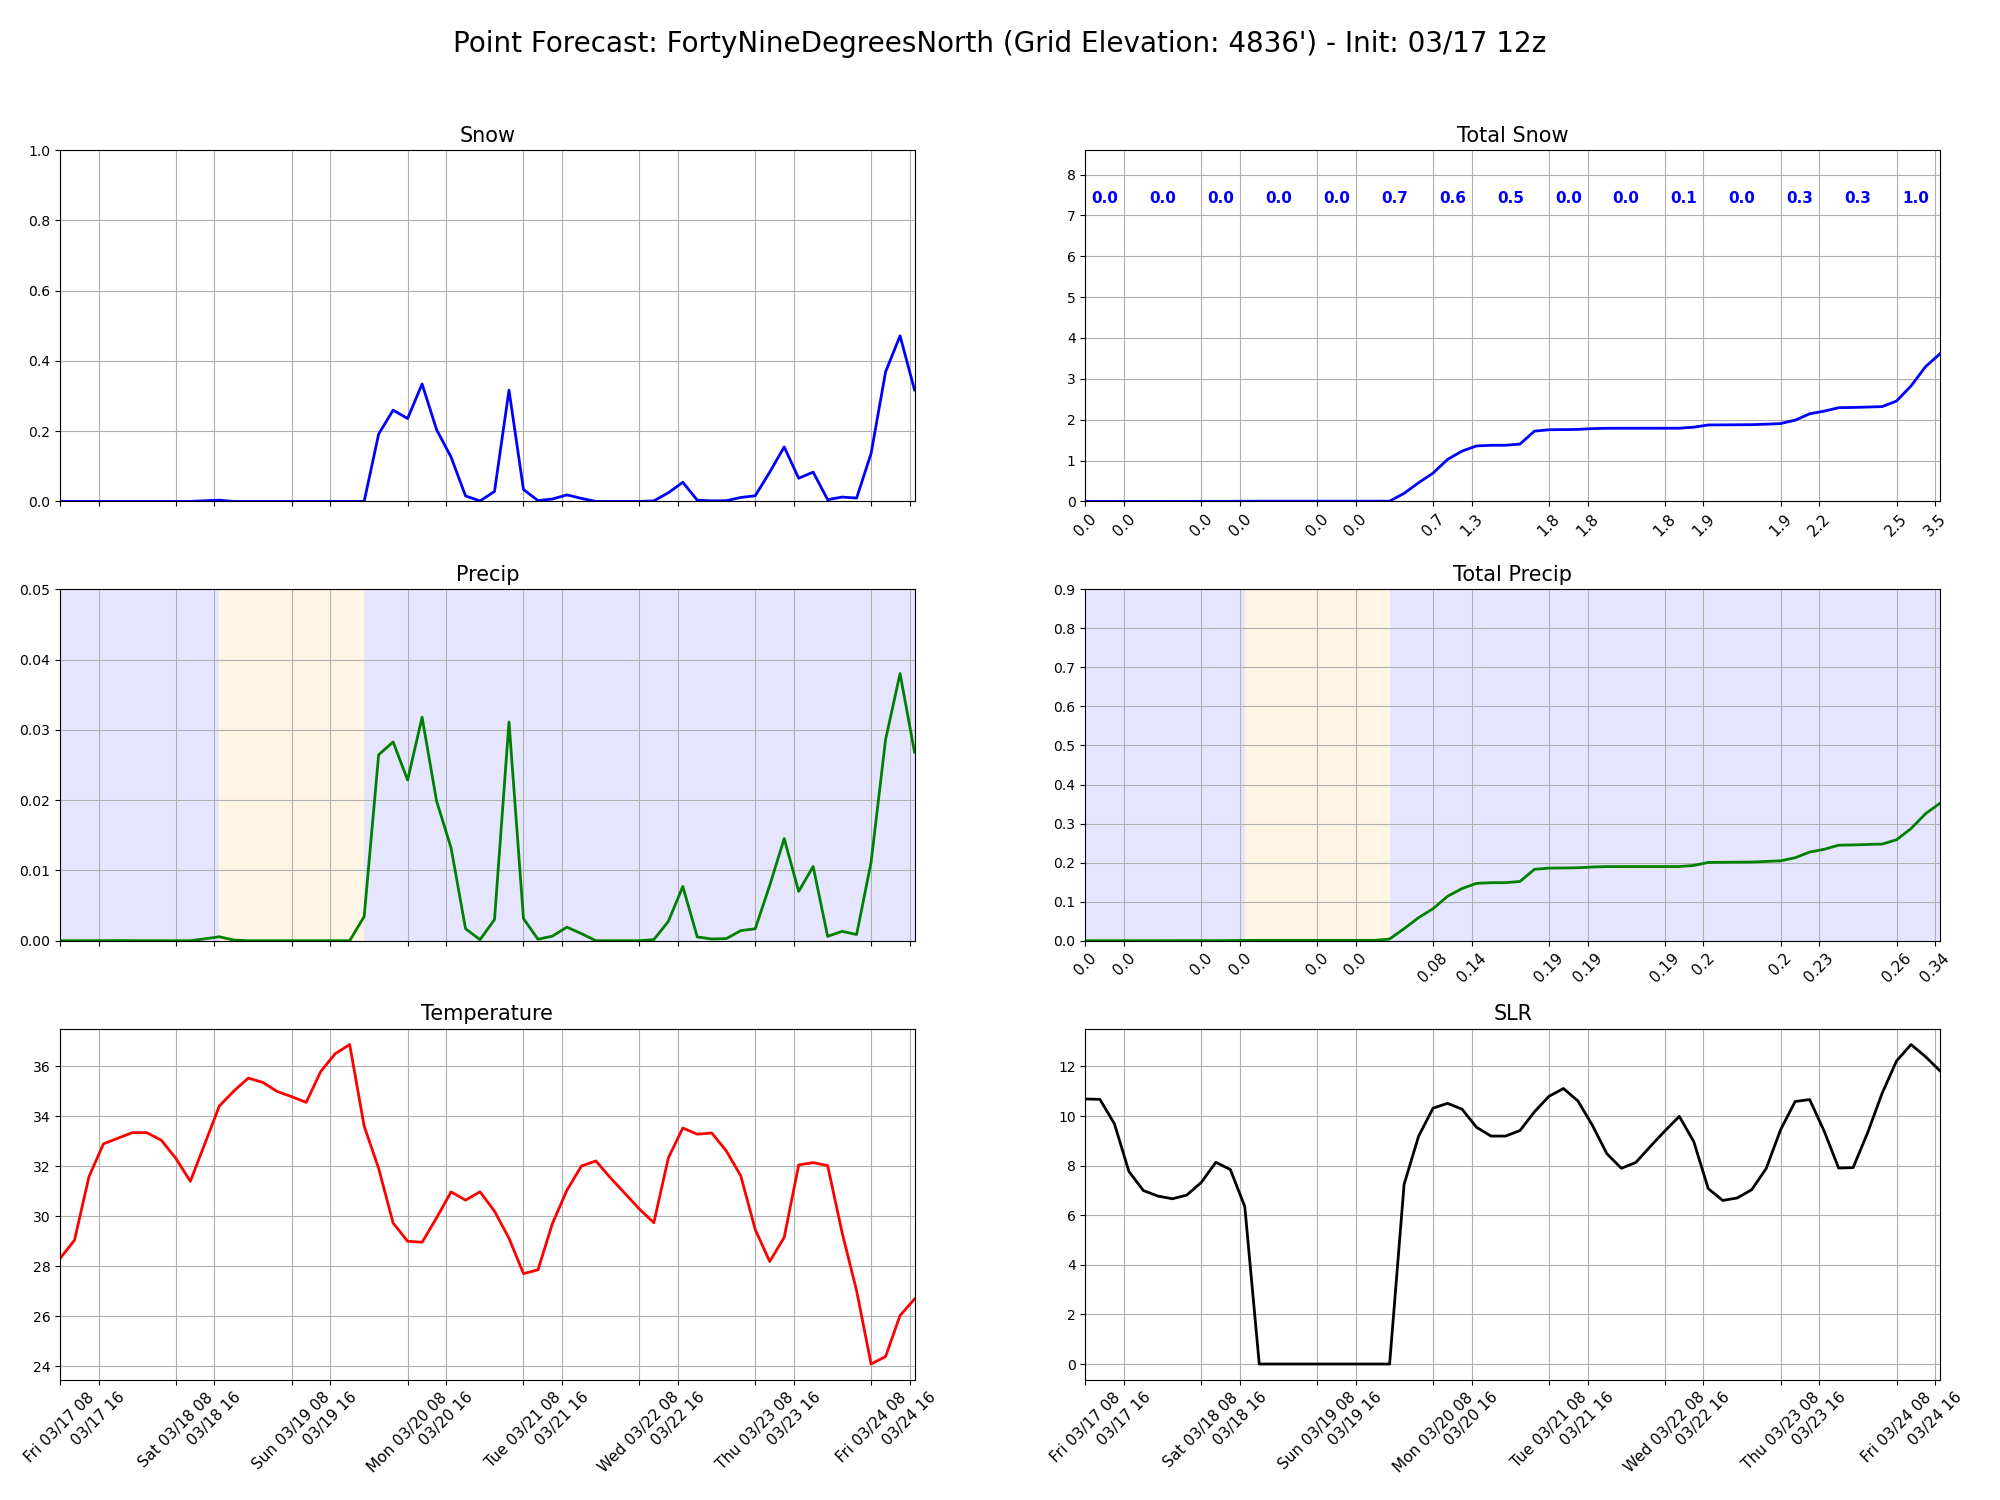 Point Forecast: FortyNineDegreesNorth (Grid Elevation: 4836') - Init: 03/17 12z
Snow
1.0
0.8
0.6
0.4
0.2
0.0
Total Snow
8
7
6
5
4
3
2
1
0
0.0 0.0 0.0 0.0 0.0 0.7 0.6 0.5 0.0 0.0 0.1 0.0 0.3 0.3 1.0
0.0 0.0 0.0 0.0 0.0 0.0 0.7 1.3 1.8 1.8 1.8 1.9 1.9 2.2 2.5 3.5
Precip
0.05
0.04
0.03
0.02
0.01
0.00
Total Precip
0.9
0.8
0.7
0.6
0.5
0.4
0.3
0.2
0.1
0.0
0.0 0.0 0.0 0.0 0.0 0.0 0.08 0.14 0.19 0.19 0.19 0.2 0.2 0.23 0.26 0.34
Temperature
36
34
32
30
28
26
24
Fri 03/17 08
03/17 16
Sat 03/18 08
03/18 16
Sun 03/19 08
03/19 16
Mon 03/20 08
03/20 16
Tue 03/21 08
03/21 16
Wed 03/22 08
03/22 16
Thu 03/23 08
03/23 16
Fri 03/24 08
03/24 16
SLR
12
10
8
6
4
2
0
Fri 03/17 08
03/17 16
Sat 03/18 08
03/18 16
Sun 03/19 08
03/19 16
Mon 03/20 08
03/20 16
Tue 03/21 08
03/21 16
Wed 03/22 08
03/22 16
Thu 03/23 08
03/23 16
Fri 03/24 08
03/24 16